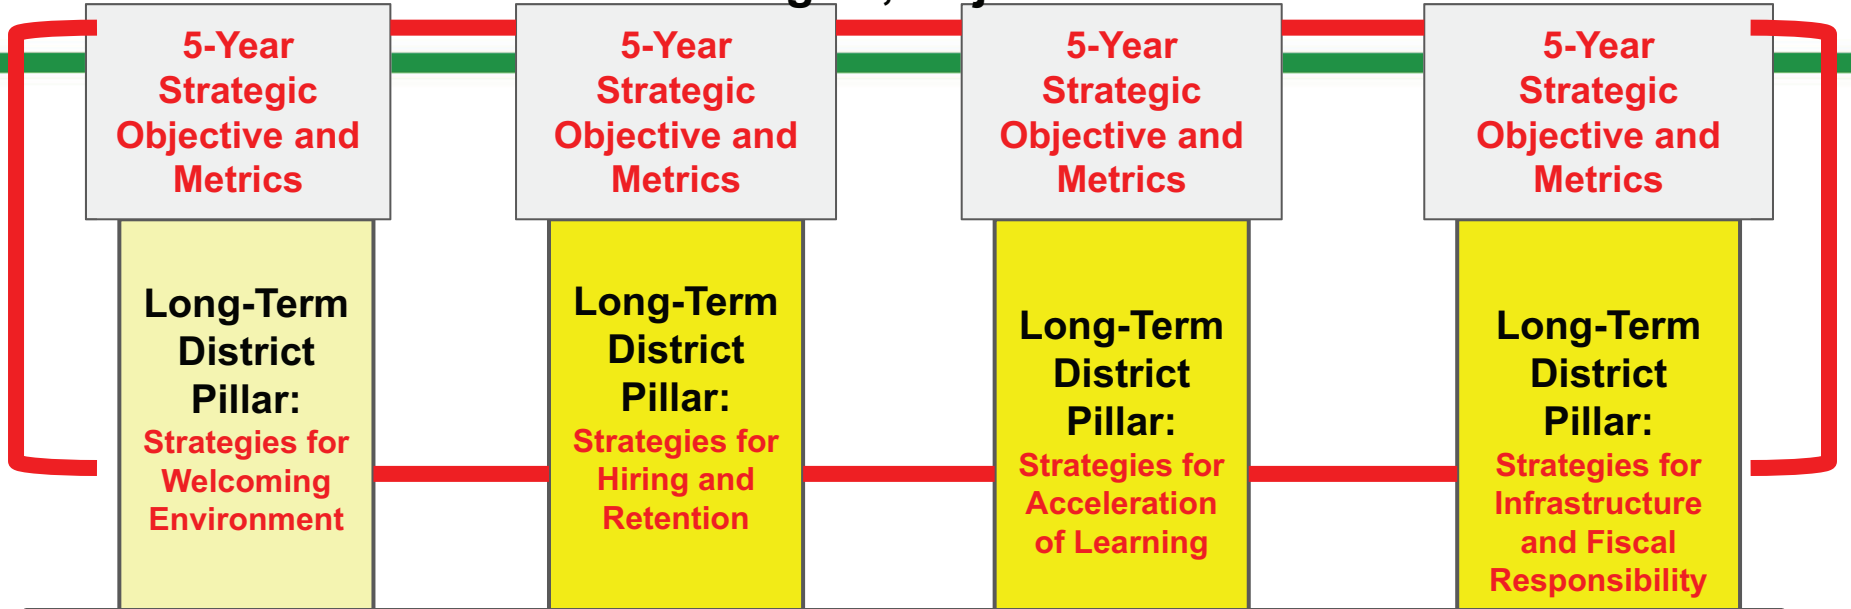 5-Year
Strategic
Objective and
Metrics
5-Year
Strategic
Objective and
Metrics
5-Year
Strategic
Objective and
Metrics
5-Year
Strategic
Objective and
Metrics
Long-Term
District
Pillar:
Strategies for
Welcoming
Environment
Long-Term
District
Pillar:
Strategies for
Hiring and
Retention
Long-Term
District
Pillar:
Strategies for
Acceleration
of Learning
Long-Term
District
Pillar:
Strategies for
Infrastructure
and Fiscal
Responsibility